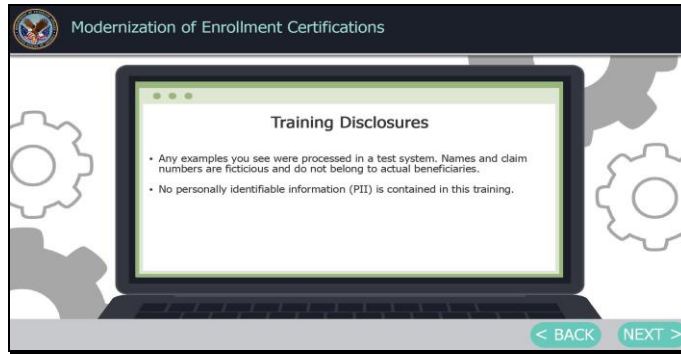 Modernization of Enrollment Certifications
Training Disclosures
• Any examples you see were processed in a test system. Names and claim
numbers are ficticious and do not belong to actual beneficiaries.
• No personally identifiable information (PII) is contained in this training.
< BACK
NEXT >